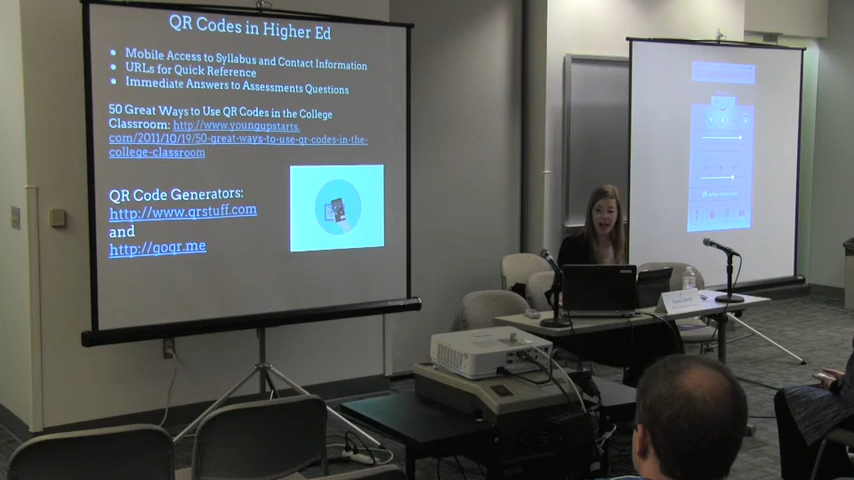 QR Codes in Higher Ed
Mobile Access to Syllabus and Contact Information
URLs for Quick Reference
Immediate Answers to Assessments Questions
50 Great Ways to Use QR Codes in the College
Classroom: http://www.youngupstarts.
com/2011/10/19/50-great-ways-to-use-qr-codes-in-the-
college-classroom
QR Code Generators:
http://www.qrstuff.com
and
http://goqr.me